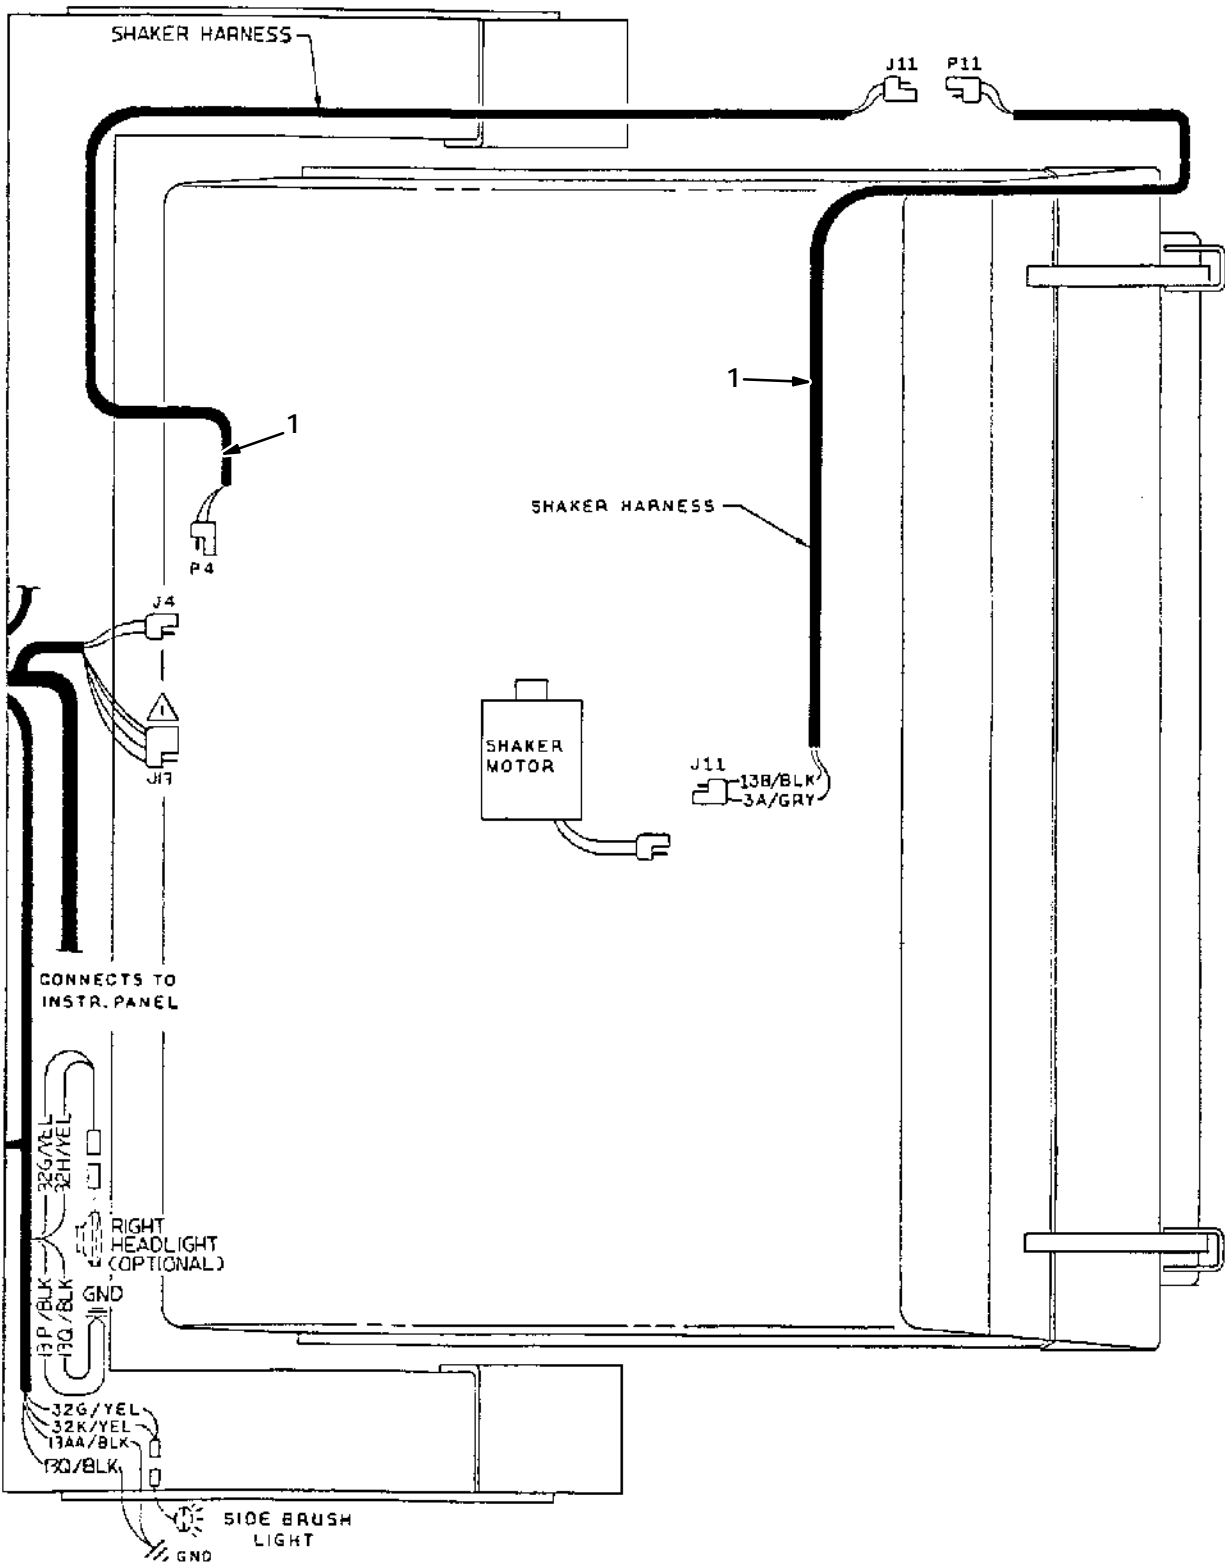 SHAKER HARNESS
J11 P11
1
1
SHAKER HARNESS
P4
J4
1
SHAKER
MOTOR
J11
13B/BLK
3A/GRY
J17
CONNECTS TO
INSTR. PANEL
32G/YEL
32H/YEL
RIGHT
HEADLIGHT
(OPTIONAL)
GND
13P/BLK
13Q/BLK
32G/YEL
32K/YEL
13AA/BLK
13Q/BLK
SIDE BRUSH
LIGHT
GND